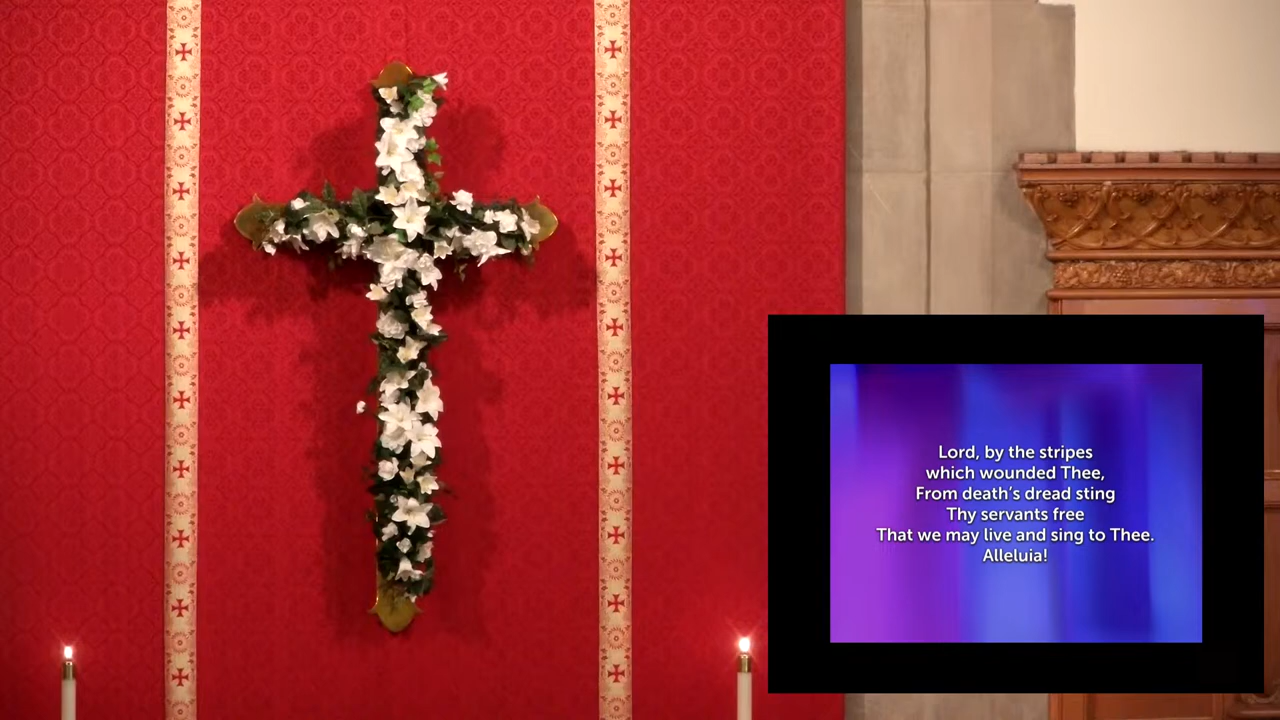 Lord, by the stripes
which wounded Thee,
From death's dread sting
Thy servants free
That we may live and sing to Thee.
Alleluia!